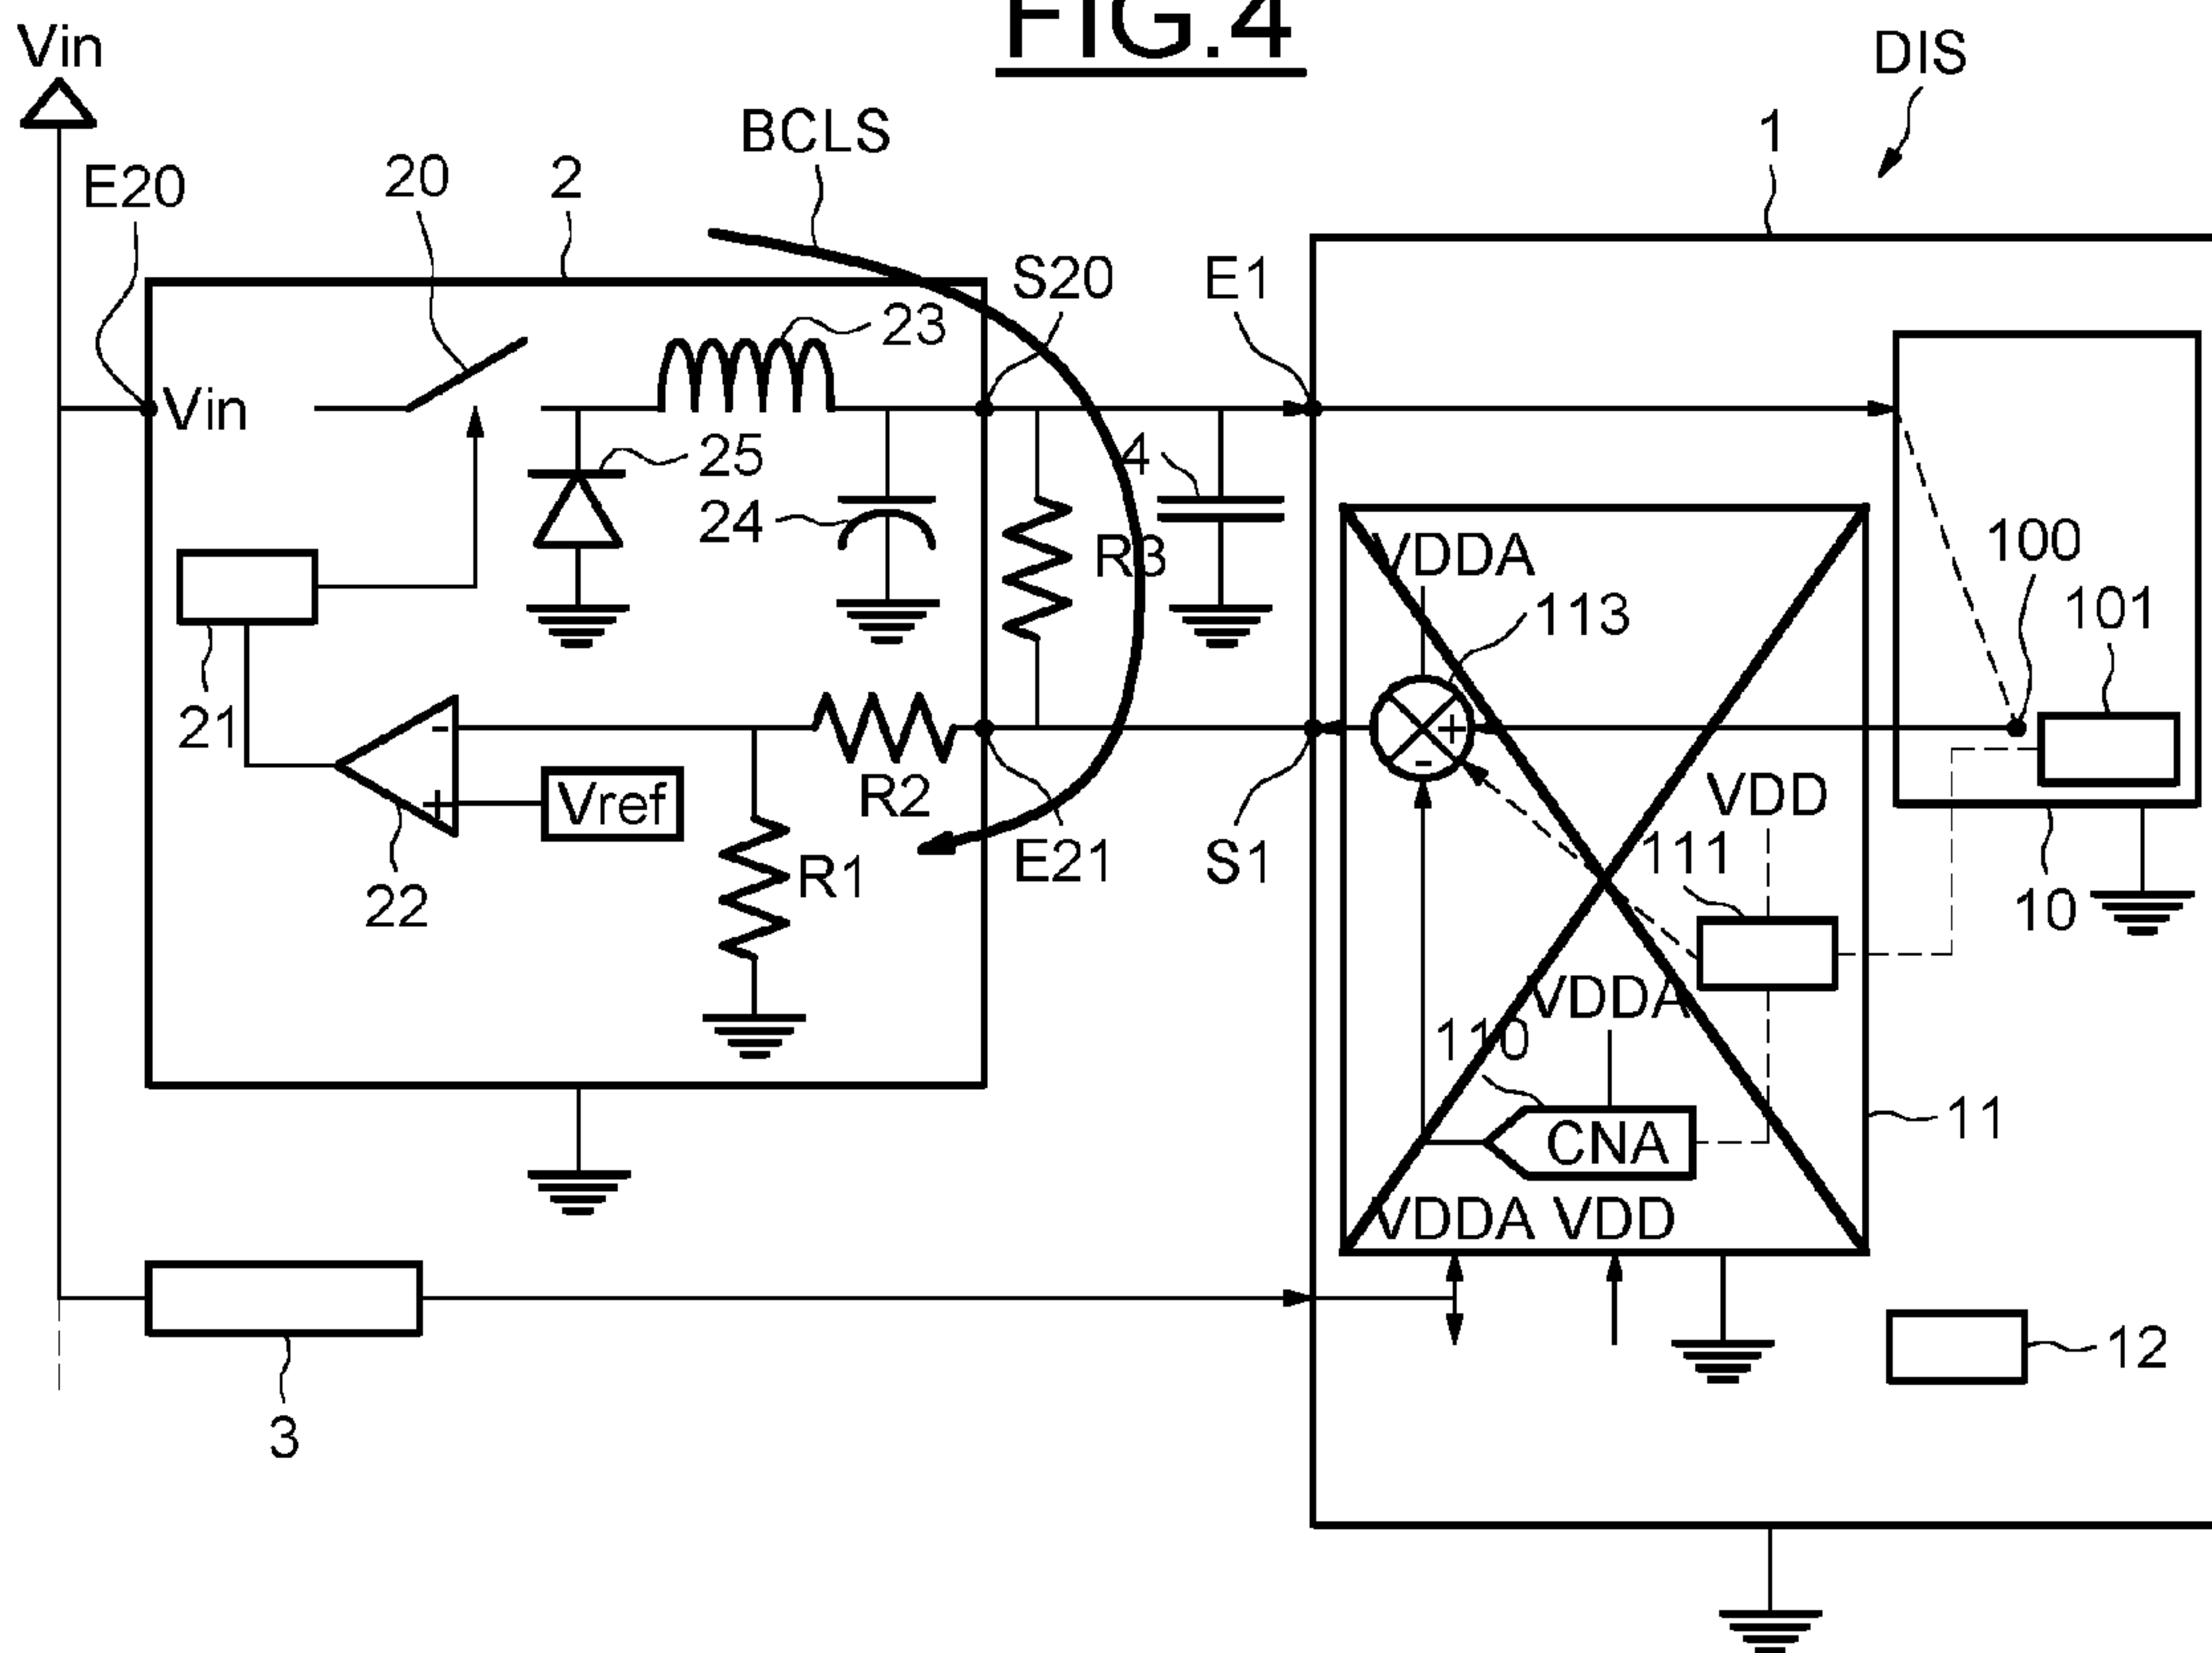 FIG.4
Vin
DIS
BCLS
1
E20
20
2
S20
E1
23
Vin
25
4
24
VDDA
R3
100
113
101
21
-
+
-
VDD
R2
Vref
+
111
E21
S1
R1
22
10
VDDA
110
CNA
11
VDDA VDD
12
3